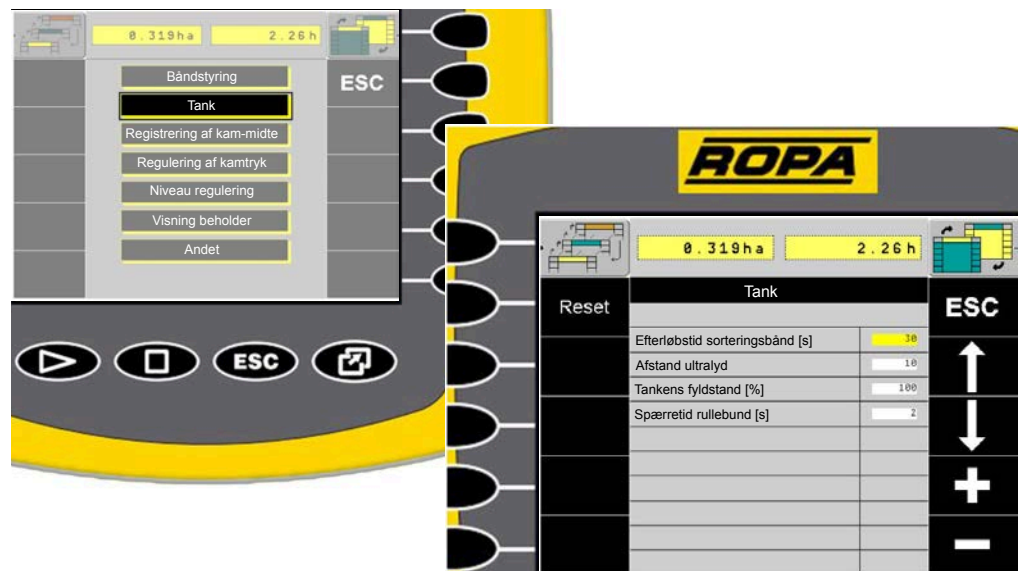 0.319ha 2.26h
Båndstyring
ESC
Tank
Registrering af kam-midte
Regulering af kamtryk
Niveau regulering
Visning beholder
Andet
ESC
ROPA
0.319ha 2.26h
Reset
Tank
ESC
Efterløbstid sorteringsbånd [s] 30
Afstand ultralyd 10
Tankens fyldstand [%] 100
Spærretid rullebund [s] 2